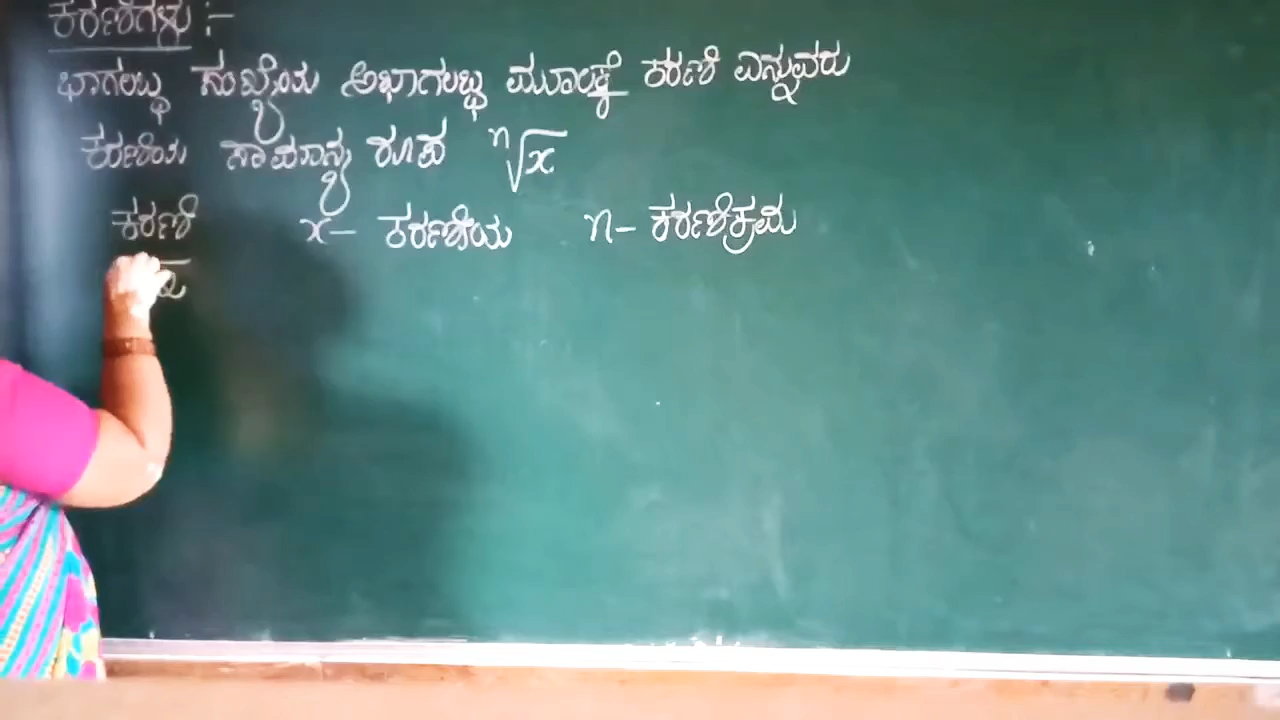 ಕರಣಿಗಳು :-
ಭಾಗಲಬ್ಧ ಸಂಖ್ಯೆಯ ಅಭಾಗಲಬ್ಧ ಮೂಲಕ್ಕೆ ಕರಣಿ ಎನ್ನುವರು
ಕರಣಿಯ ಸಾಮಾನ್ಯ ರೂಪ ⁿ√x
ಕರಣಿ x - ಕರಣೀಯ n - ಕರಣಿಕ್ರಮ